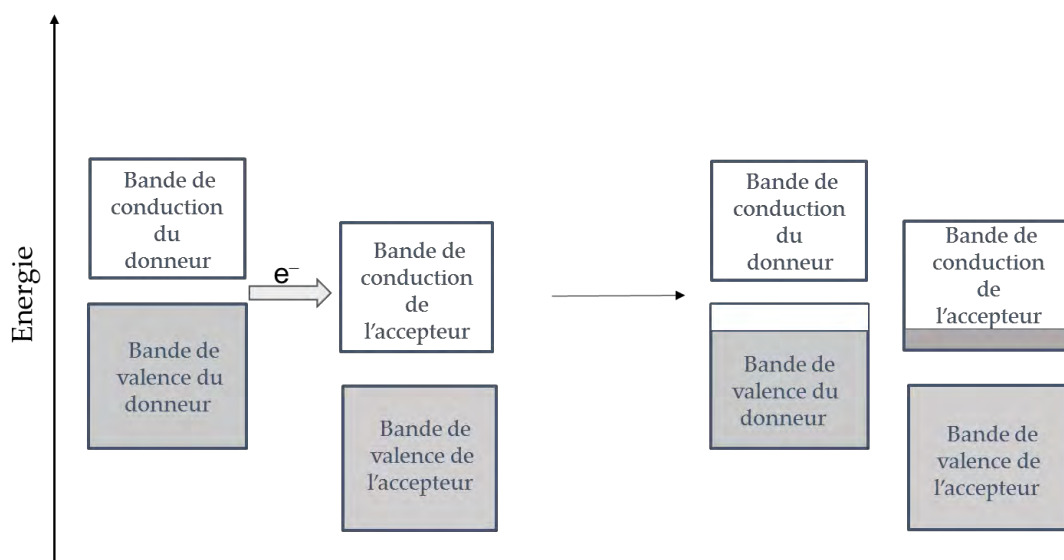 Energie
Bande de
conduction
du
donneur
Bande de
valence du
donneur
e⁻
Bande de
conduction
de
l'accepteur
Bande de
valence de
l'accepteur
Bande de
conduction
du
donneur
Bande de
valence du
donneur
Bande de
conduction
de
l'accepteur
Bande de
valence de
l'accepteur